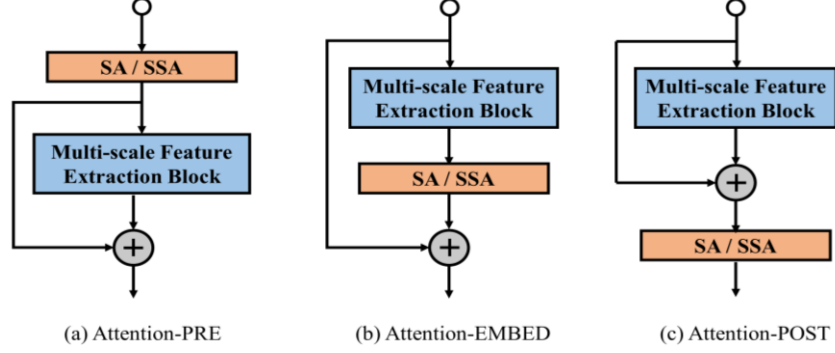 SA / SSA
Multi-scale Feature
Extraction Block
+
(a) Attention-PRE
Multi-scale Feature
Extraction Block
SA / SSA
+
(b) Attention-EMBED
Multi-scale Feature
Extraction Block
+
SA / SSA
(c) Attention-POST